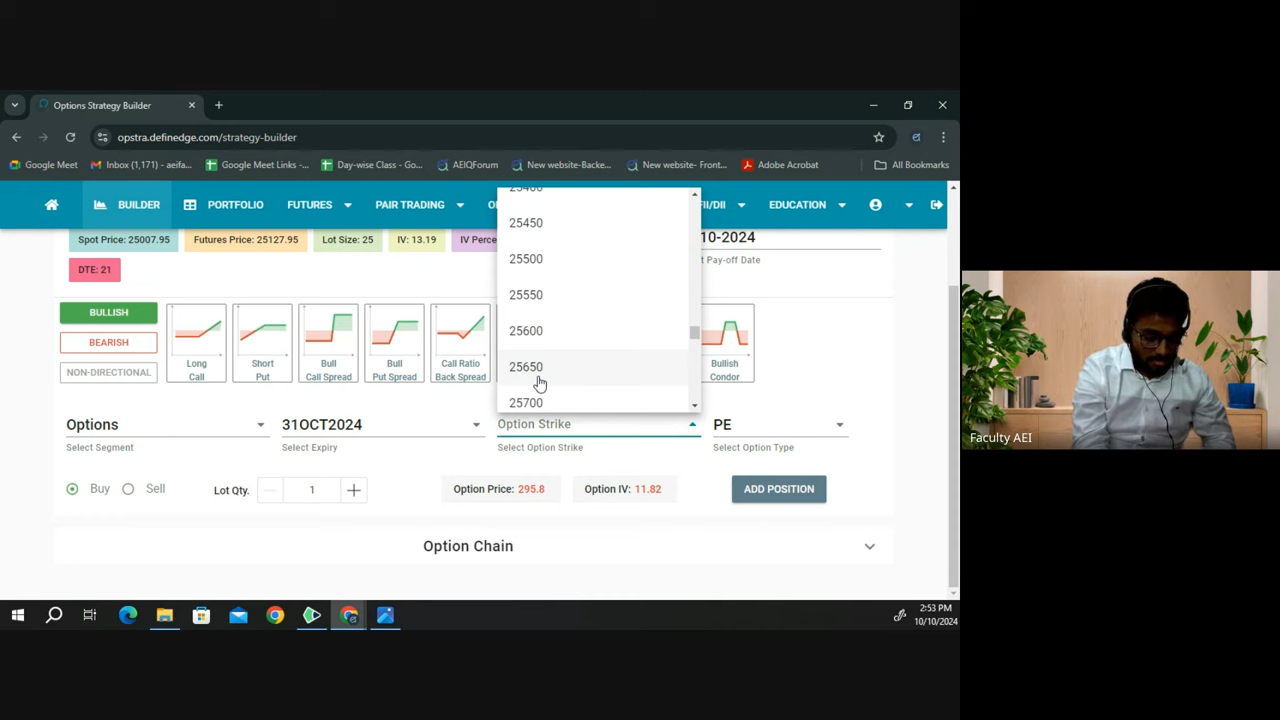 Options Strategy Builder
opstra.definedge.com/strategy-builder
Google Meet
Inbox (1,171) - aeifa...
Google Meet Links -...
Day-wise Class - Go...
AEIQForum
New website-Backe...
New website- Front...
Adobe Acrobat
All Bookmarks
BUILDER
PORTFOLIO
FUTURES
PAIR TRADING
EDUCATION
Spot Price: 25007.95
Futures Price: 25127.95
Lot Size: 25
IV: 13.19
IV Perce
10-2024
t Pay-off Date
DTE: 21
25450
25500
25550
25600
25650
25700
BULLISH
BEARISH
NON-DIRECTIONAL
Long
Call
Short
Put
Bull
Call Spread
Bull
Put Spread
Call Ratio
Back Spread
Bullish
Condor
Options
Select Segment
31OCT2024
Select Expiry
Option Strike
Select Option Strike
PE
Select Option Type
Buy
Sell
Lot Qty.
1
Option Price: 295.8
Option IV: 11.82
ADD POSITION
Option Chain
2:53 PM
10/10/2024
Faculty AEI